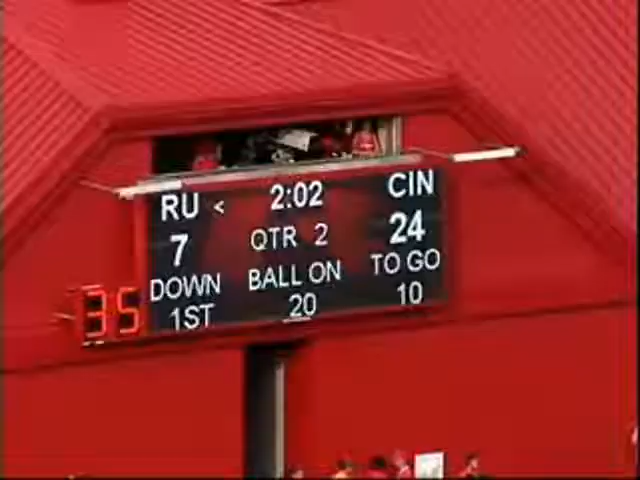 RU < 2:02 CIN
7 QTR 2 24
DOWN BALL ON TO GO
1ST 20 10
35